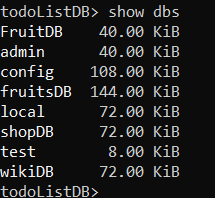 todoListDB> show dbs
FruitDB    40.00 KiB
admin      40.00 KiB
config    108.00 KiB
fruitsDB  144.00 KiB
local      72.00 KiB
shopDB     72.00 KiB
test        8.00 KiB
wikiDB     72.00 KiB
todoListDB>